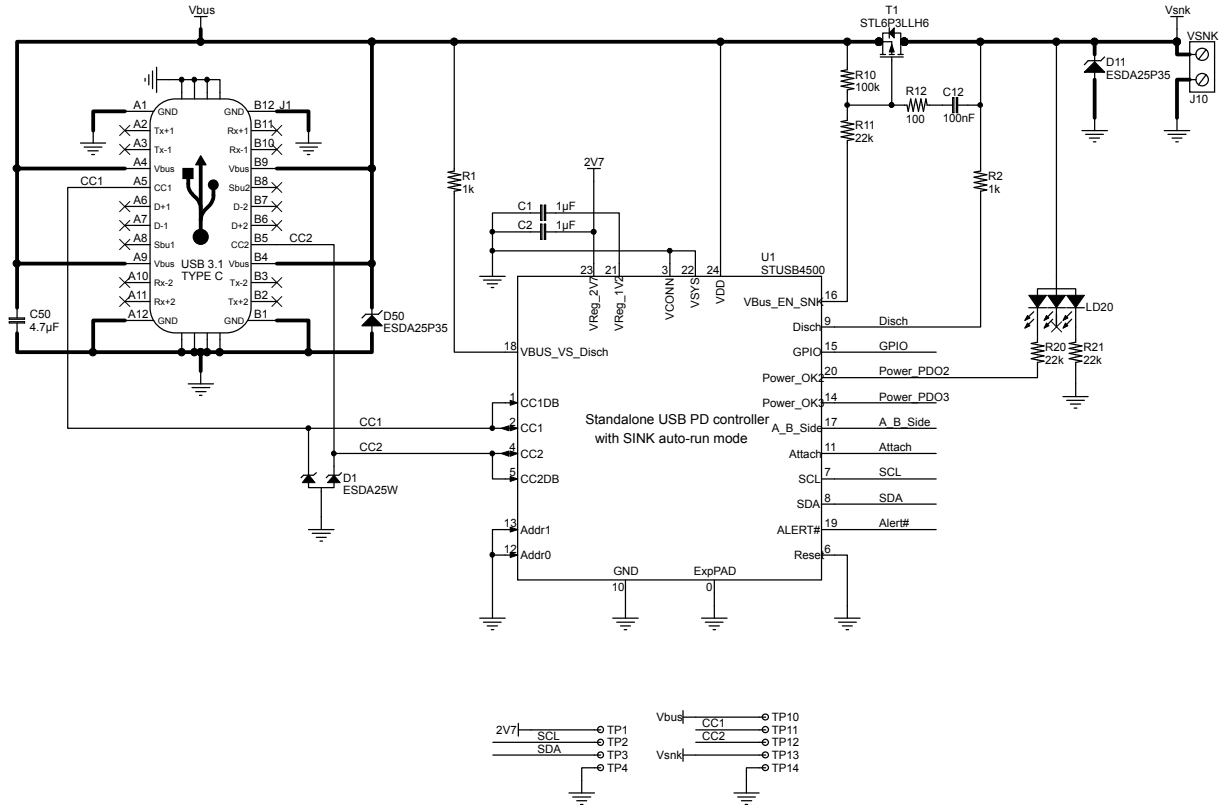 Vbus
T1
STL6P3LLH6
Vsnk
VSNK
J10
D11
ESDA25P35
R10
100k
R12
100
C12
100nF
R11
22k
R2
1k
R1
1k
J1
A1 GND GND B12
A2 Tx+1 Rx+1 B11
A3 Tx-1 Rx-1 B10
A4 Vbus Vbus B9
A5 CC1 Sbu2 B8
A6 D+1 D-2 B7
A7 D-1 D+2 B6
A8 Sbu1 CC2 B5
A9 Vbus Vbus B4
A10 Rx-2 Tx-2 B3
A11 Rx+2 Tx+2 B2
A12 GND GND B1
USB 3.1
TYPE C
CC1
CC2
C50
4.7µF
D50
ESDA25P35
2V7
C1 1µF
C2 1µF
U1
STUSB4500
23 VReg_2V7
21 VReg_1V2
3 VCONN
22 VSYS
24 VDD
VBus_EN_SNK 16
Disch 9 Disch
18 VBUS_VS_Disch
GPIO 15 GPIO
Power_OK2 20 Power_PDO2
1 CC1DB
Power_OK3 14 Power_PDO3
CC1 2 CC1
A_B_Side 17 A_B_Side
CC2 4 CC2
Attach 11 Attach
5 CC2DB
SCL 7 SCL
SDA 8 SDA
13 Addr1
ALERT# 19 Alert#
12 Addr0
Reset 6
Standalone USB PD controller
with SINK auto-run mode
GND
10
ExpPAD
0
D1
ESDA25W
LD20
R20
22k
R21
22k
2V7 TP1
SCL TP2
SDA TP3
TP4
Vbus TP10
CC1 TP11
CC2 TP12
Vsnk TP13
TP14